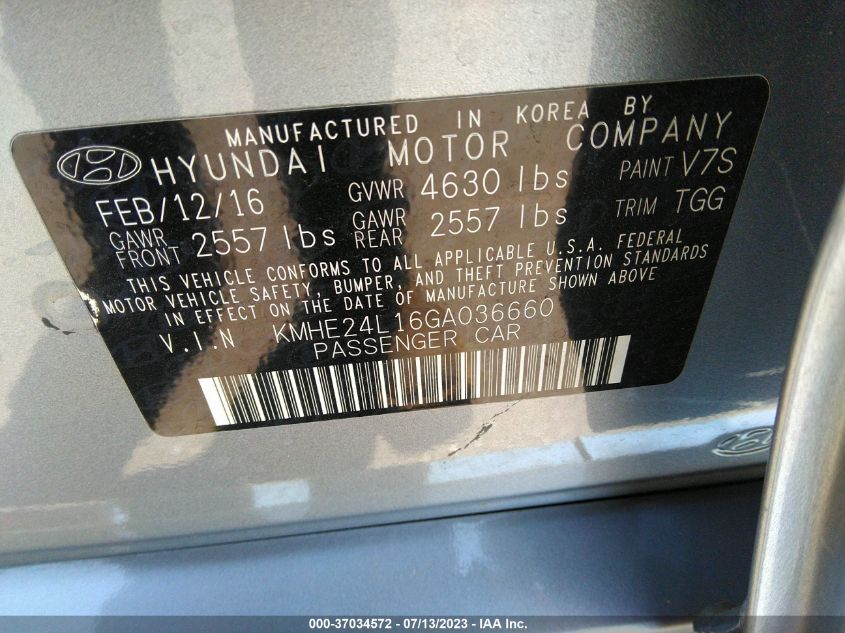 MANUFACTURED IN KOREA BY
HYUNDAI MOTOR COMPANY
FEB/12/16 GVWR 4630 lbs PAINT V7S
GAWR FRONT 2557 lbs GAWR REAR 2557 lbs TRIM TGG
THIS VEHICLE CONFORMS TO ALL APPLICABLE U.S.A. FEDERAL
MOTOR VEHICLE SAFETY, BUMPER, AND THEFT PREVENTION STANDARDS
IN EFFECT ON THE DATE OF MANUFACTURE SHOWN ABOVE
V.I.N KMHE24L16GA036660
PASSENGER CAR
000-37034572 - 07/13/2023 - IAA Inc.